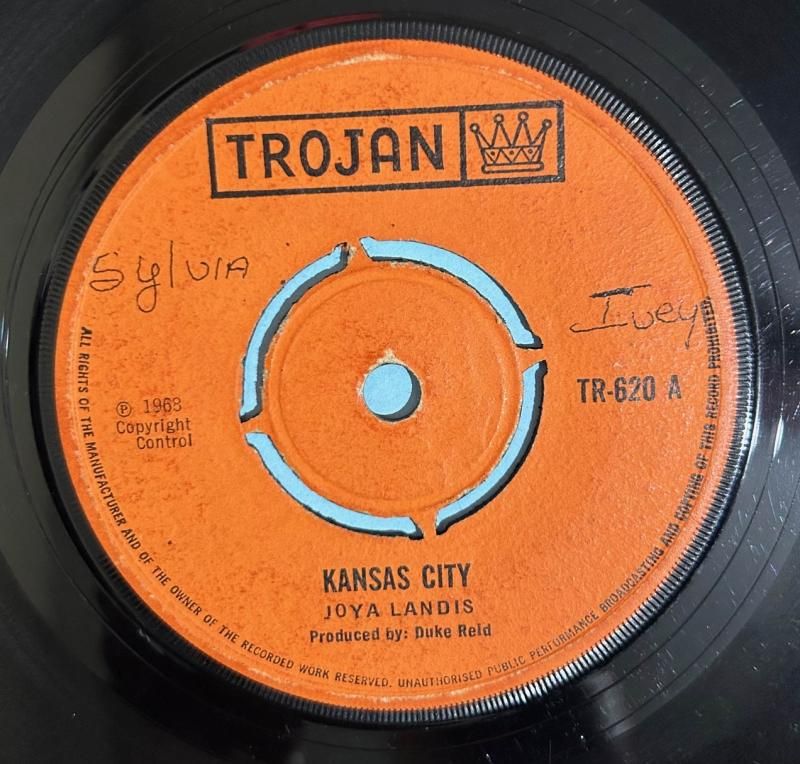 TROJAN
Sylvia
Ivey
TR-620 A
℗ 1968
Copyright
Control
KANSAS CITY
JOYA LANDIS
Produced by: Duke Reid
ALL RIGHTS OF THE MANUFACTURER AND OF THE OWNER OF THE RECORDED WORK RESERVED. UNAUTHORISED PUBLIC PERFORMANCE BROADCASTING AND COPYING OF THIS RECORD PROHIBITED.